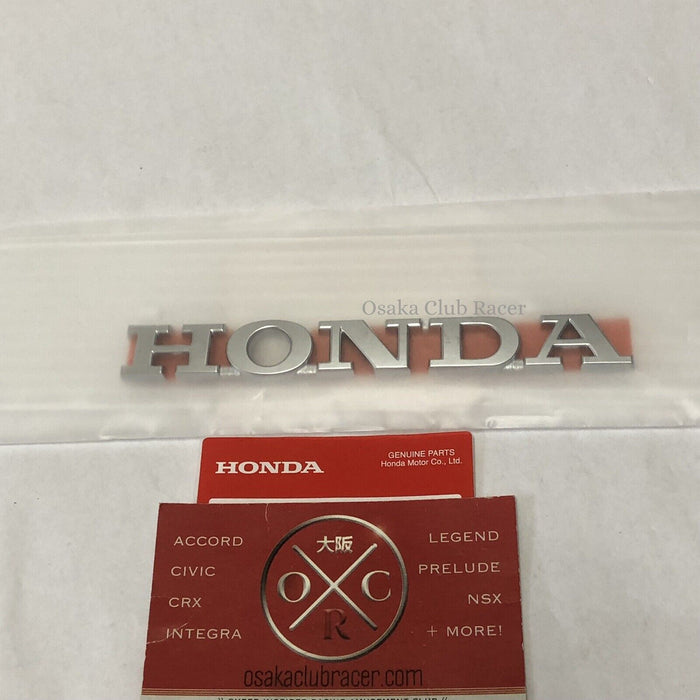 Osaka Club Racer
HONDA
HONDA
GENUINE PARTS
Honda Motor Co., Ltd.
ACCORD
CIVIC
CRX
INTEGRA
大阪
O C
R
LEGEND
PRELUDE
NSX
+ MORE!
osakaclubracer.com